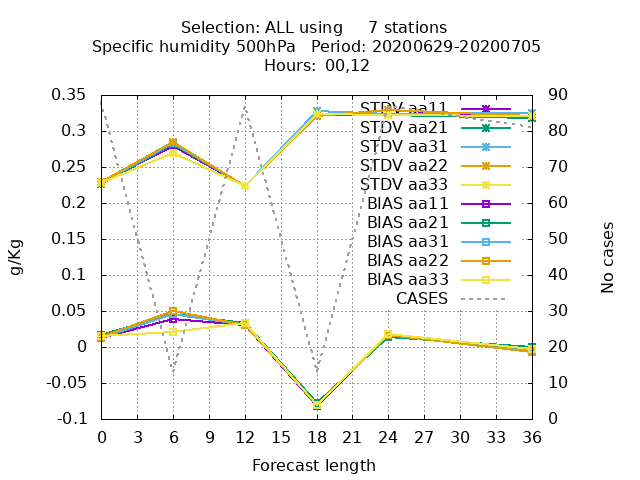 Selection: ALL using 7 stations
Specific humidity 500hPa Period: 20200629-20200705
Hours: 00,12
0.35
0.3
0.25
0.2
0.15
0.1
0.05
0
-0.05
-0.1
g/Kg
STDV aa11
STDV aa21
STDV aa31
STDV aa22
STDV aa33
BIAS aa11
BIAS aa21
BIAS aa31
BIAS aa22
BIAS aa33
CASES
90
80
70
60
50
40
30
20
10
0
No cases
0 3 6 9 12 15 18 21 24 27 30 33 36
Forecast length